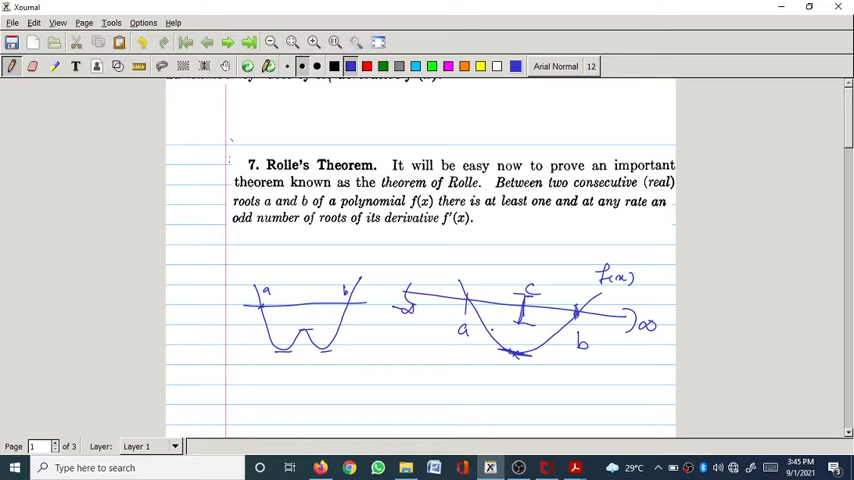 Xournal
File Edit View Page Tools Options Help
Arial Normal 12
7. Rolle's Theorem. It will be easy now to prove an important
theorem known as the theorem of Rolle. Between two consecutive (real)
roots a and b of a polynomial f(x) there is at least one and at any rate an
odd number of roots of its derivative f'(x).
a b c f(x)
-∞ a b ∞
Page 1 of 3 Layer: Layer 1
Type here to search
29°C
3:45 PM
9/1/2021